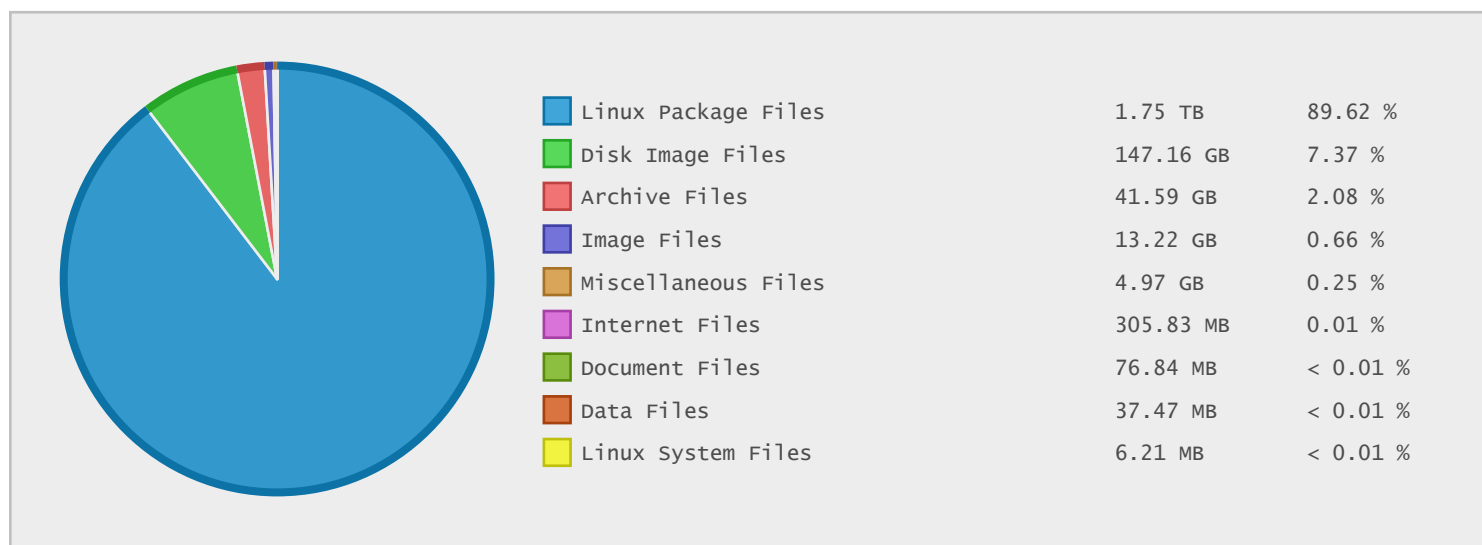 Linux Package Files 1.75 TB 89.62 %
Disk Image Files 147.16 GB 7.37 %
Archive Files 41.59 GB 2.08 %
Image Files 13.22 GB 0.66 %
Miscellaneous Files 4.97 GB 0.25 %
Internet Files 305.83 MB 0.01 %
Document Files 76.84 MB < 0.01 %
Data Files 37.47 MB < 0.01 %
Linux System Files 6.21 MB < 0.01 %